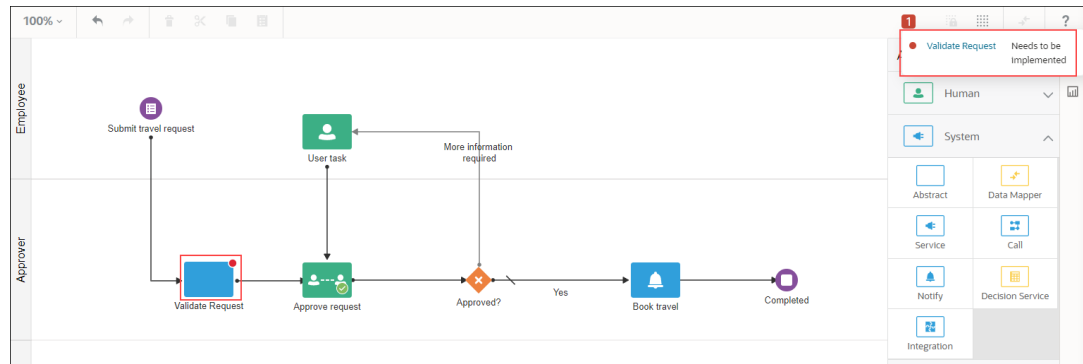 100%
1
?
Validate Request
Needs to be
Implemented
A
Human
System
Abstract
Data Mapper
Service
Call
Notify
Decision Service
Integration
Employee
Submit travel request
User task
More information
required
Approver
Validate Request
Approve request
Approved?
Yes
Book travel
Completed